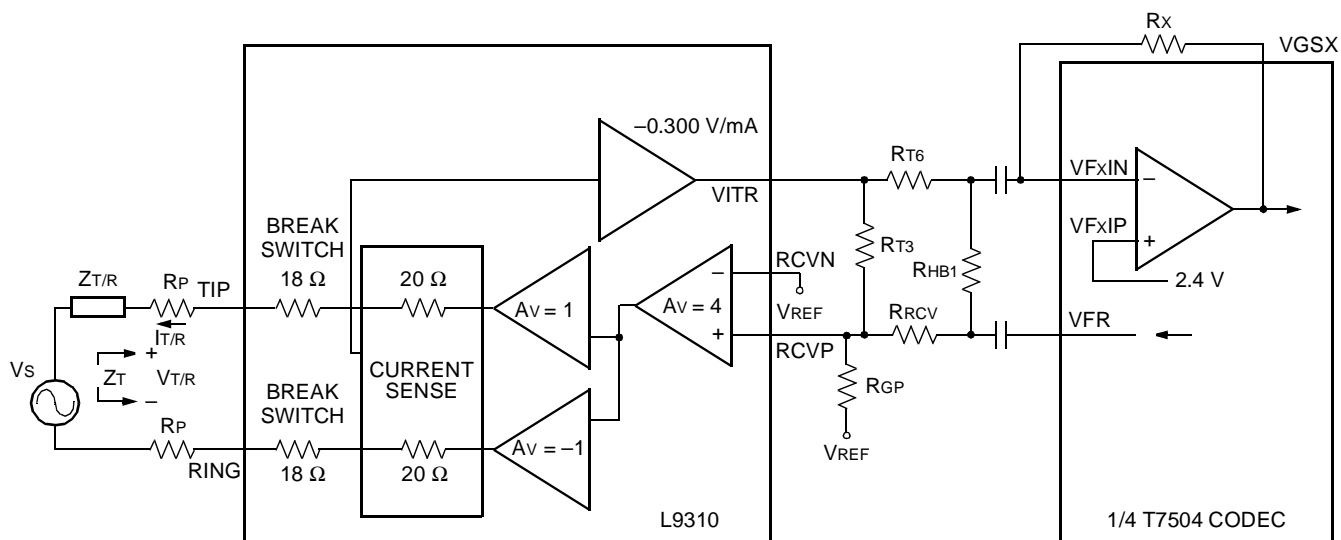 RX
VGSX
–0.300 V/mA
RT6
VITR
VFXIN
–
BREAK
SWITCH
18 Ω
20 Ω
RT3
VFXIP
+
2.4 V
ZT/R
RP
TIP
AV = 1
AV = 4
–
RCVN
VREF
RHB1
IT/R
+
RCVP
RRCV
VFR
VS
ZT
+
VT/R
–
CURRENT
SENSE
BREAK
SWITCH
RGP
RP
RING
18 Ω
20 Ω
AV = –1
VREF
L9310
1/4 T7504 CODEC